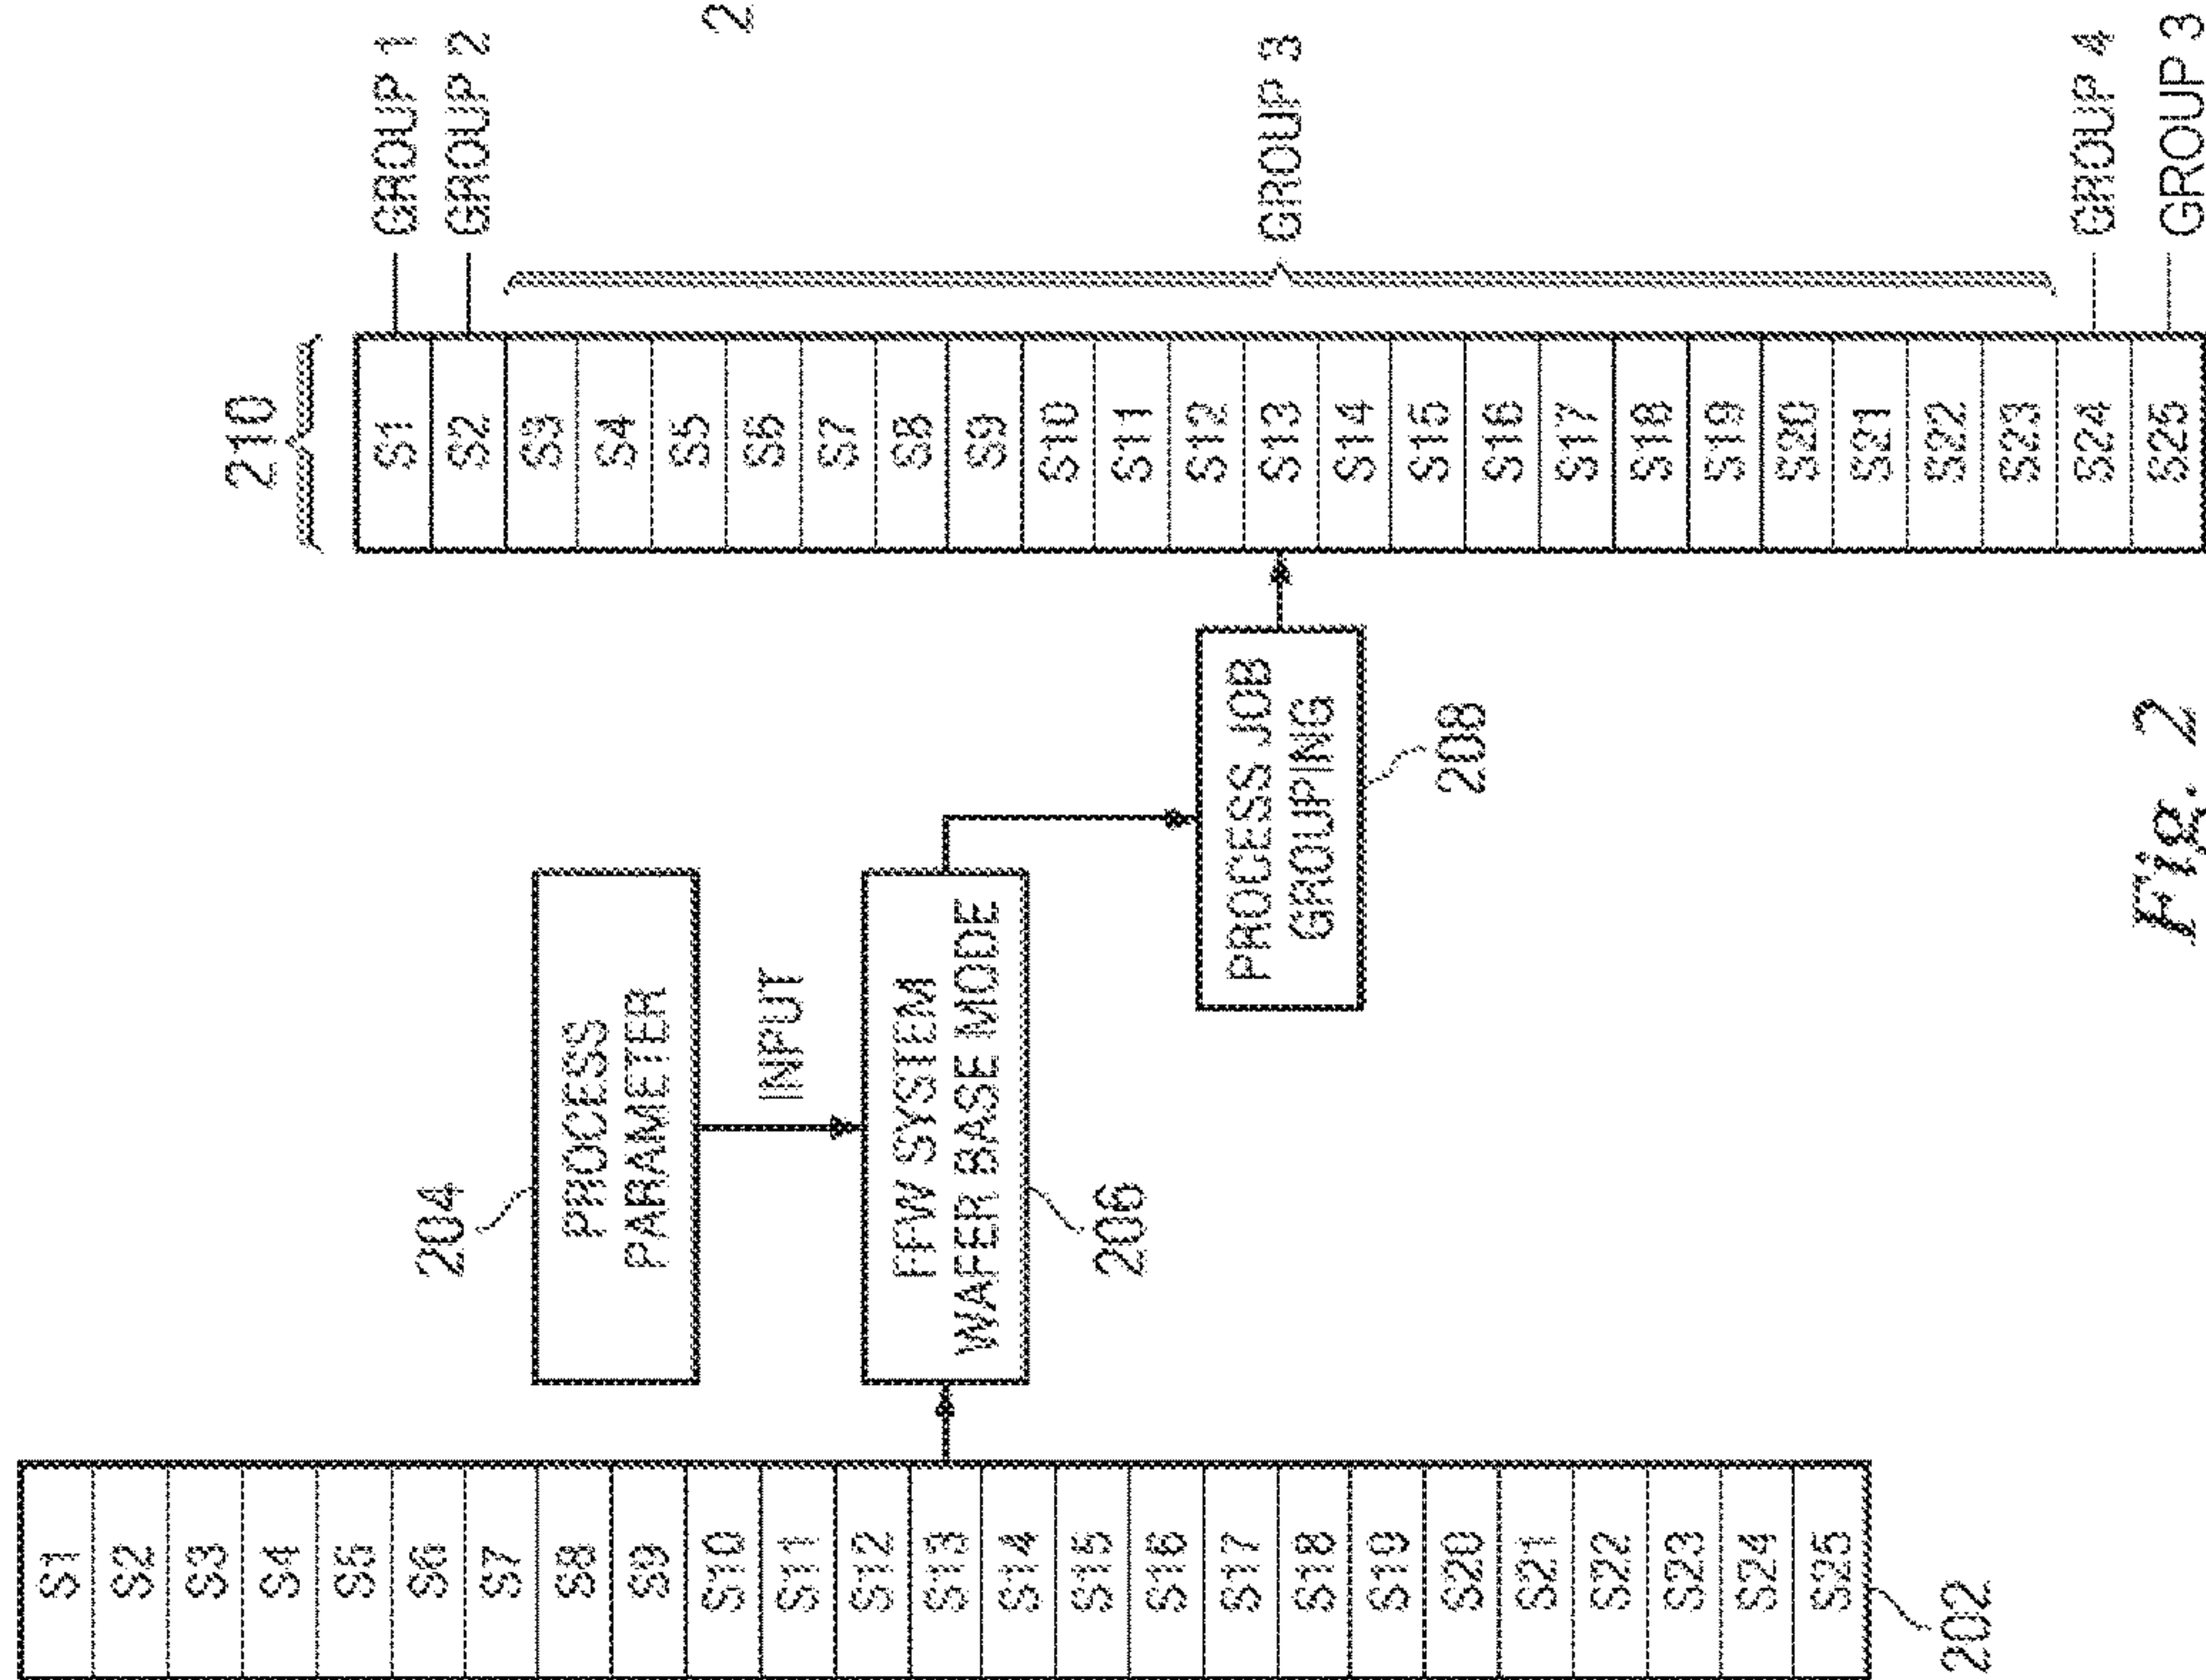 S1
S2
S3
S4
S5
S6
S7
S8
S9
S10
S11
S12
S13
S14
S15
S16
S17
S18
S19
S20
S21
S22
S23
S24
S25
202
204
PROCESS
PARAMETER
INPUT
FFW SYSTEM
WAFER BASE MODE
206
PROCESS JOB
GROUPING
208
210
S1
S2
S3
S4
S5
S6
S7
S8
S9
S10
S11
S12
S13
S14
S15
S16
S17
S18
S19
S20
S21
S22
S23
S24
S25
GROUP 1
GROUP 2
GROUP 3
GROUP 4
GROUP 3
2
Fig. 2